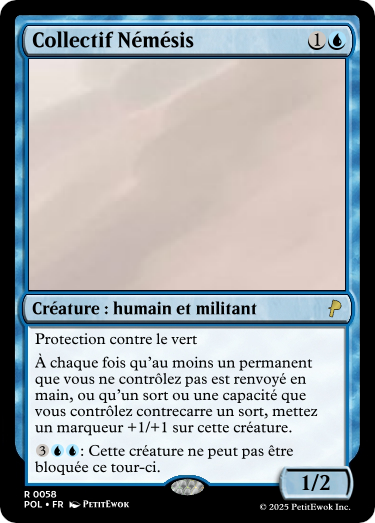 Collectif Némésis 1
Créature : humain et militant
Protection contre le vert
À chaque fois qu'au moins un permanent
que vous ne contrôlez pas est renvoyé en
main, ou qu'un sort ou une capacité que
vous contrôlez contrecarre un sort, mettez
un marqueur +1/+1 sur cette créature.
3 : Cette créature ne peut pas être
bloquée ce tour-ci.
1/2
R 0058
POL • FR PetitEwok
© 2025 PetitEwok